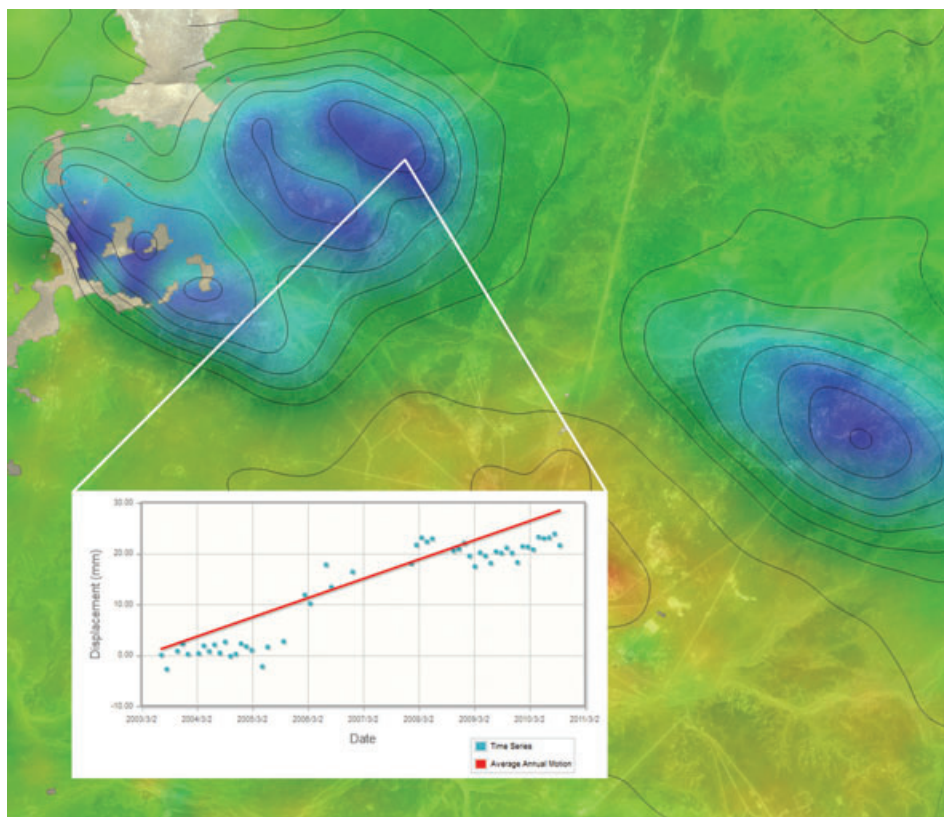 30.00
20.00
10.00
0.00
-10.00
Displacement (mm)
2003/3/2 2004/3/2 2005/3/2 2006/3/2 2007/3/2 2008/3/2 2009/3/2 2010/3/2 2011/3/2
Date
Time Series
Average Annual Motion